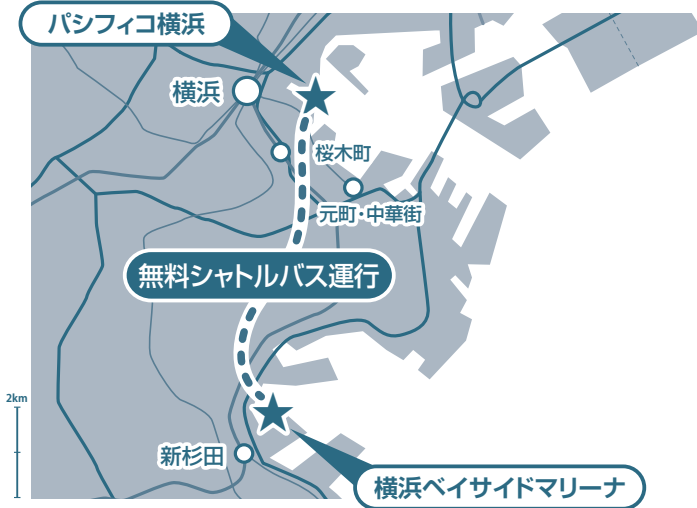 パシフィコ横浜
横浜
桜木町
元町・中華街
無料シャトルバス運行
2km
新杉田
横浜ベイサイドマリーナ